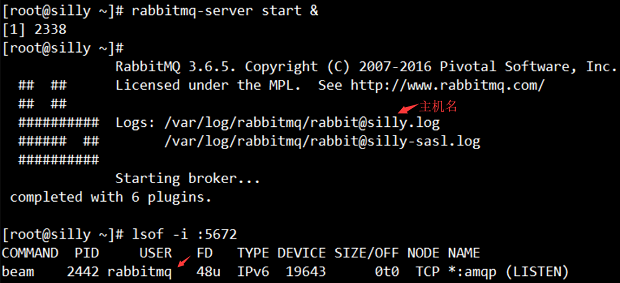 [root@silly ~]# rabbitmq-server start &
[1] 2338
[root@silly ~]#
RabbitMQ 3.6.5. Copyright (C) 2007-2016 Pivotal Software, Inc.
## ## Licensed under the MPL. See http://www.rabbitmq.com/
## ##
主机名
########## Logs: /var/log/rabbitmq/rabbit@silly.log
###### ## /var/log/rabbitmq/rabbit@silly-sasl.log
##########
Starting broker...
completed with 6 plugins.
[root@silly ~]# lsof -i :5672
COMMAND PID USER FD TYPE DEVICE SIZE/OFF NODE NAME
beam 2442 rabbitmq 48u IPv6 19643 0t0 TCP *:amqp (LISTEN)